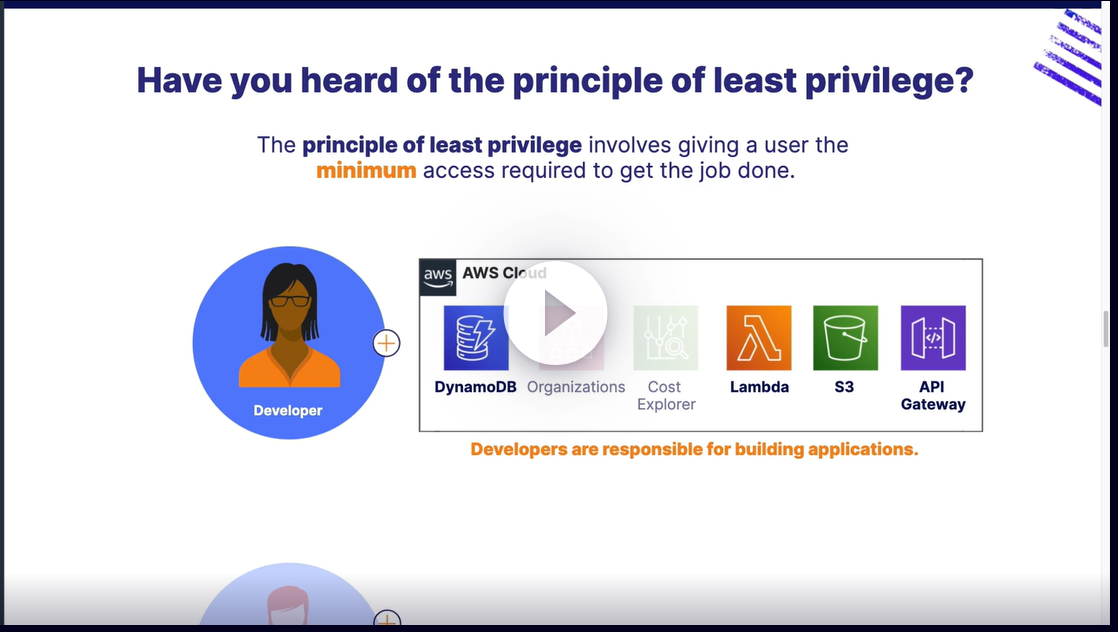 Have you heard of the principle of least privilege?
The principle of least privilege involves giving a user the
minimum access required to get the job done.
aws AWS Cloud
DynamoDB Organizations Cost Explorer Lambda S3 API Gateway
Developer
Developers are responsible for building applications.